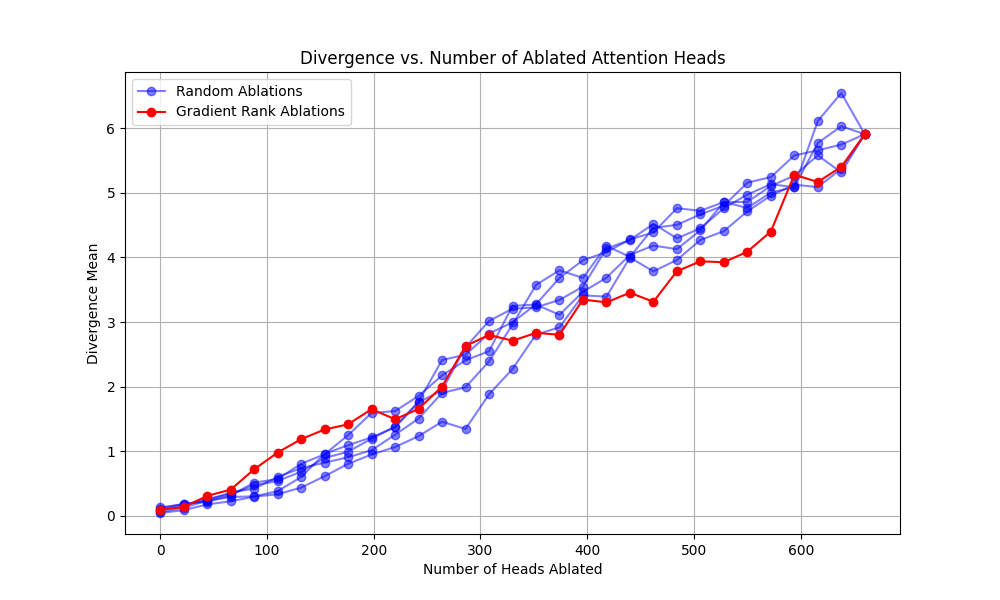 Divergence vs. Number of Ablated Attention Heads
Random Ablations
Gradient Rank Ablations
Divergence Mean
6
5
4
3
2
1
0
0 100 200 300 400 500 600
Number of Heads Ablated